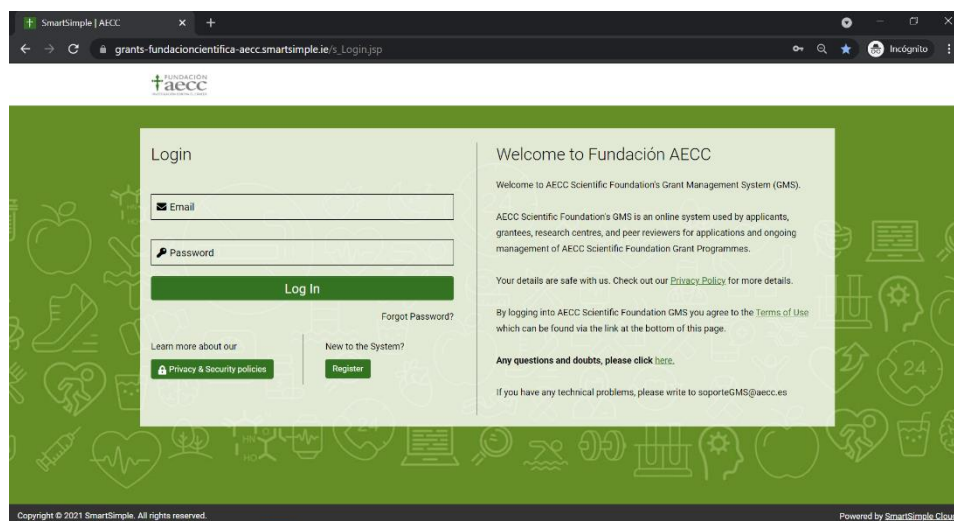 SmartSimple | AECC
grants-fundacioncientifica-aecc.smartsimple.ie/s_Login.jsp
Incógnito
FUNDACIÓN
aecc
Login
Email
Password
Log In
Forgot Password?
Learn more about our
Privacy & Security policies
New to the System?
Register
Welcome to Fundación AECC
Welcome to AECC Scientific Foundation's Grant Management System (GMS).
AECC Scientific Foundation's GMS is an online system used by applicants,
grantees, research centres, and peer reviewers for applications and ongoing
management of AECC Scientific Foundation Grant Programmes.
Your details are safe with us. Check out our Privacy Policy for more details.
By logging into AECC Scientific Foundation GMS you agree to the Terms of Use
which can be found via the link at the bottom of this page.
Any questions and doubts, please click here.
If you have any technical problems, please write to soporteGMS@aecc.es
24
HN
HO
Copyright © 2021 SmartSimple. All rights reserved.
Powered by SmartSimple Cloud